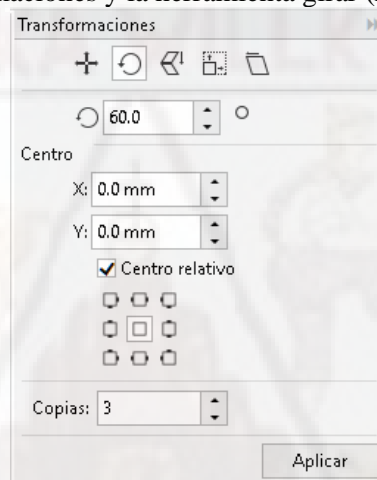 Transformaciones
60.0
Centro
X: 0.0 mm
Y: 0.0 mm
Centro relativo
Copias: 3
Aplicar